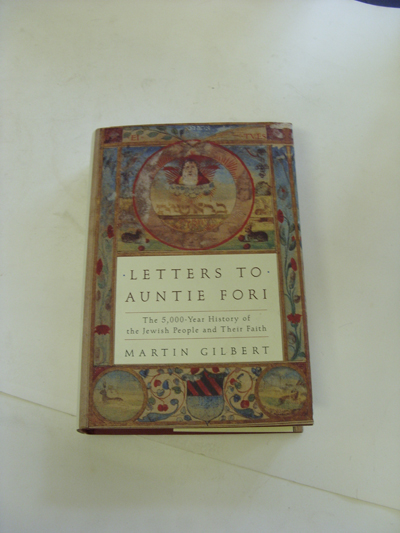 · LETTERS TO ·
AUNTIE FORI
The 5,000-Year History
of the Jewish People and Their Faith
MARTIN GILBERT